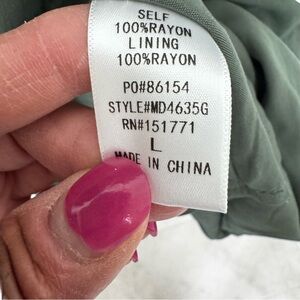 SELF
100%RAYON
LINING
100%RAYON
PO#86154
STYLE#MD4635G
RN#151771
L
MADE IN CHINA